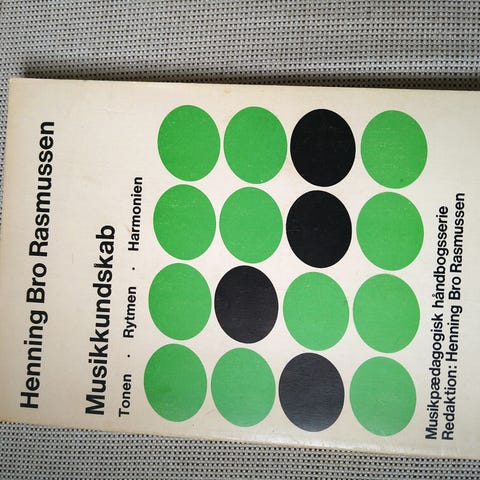 Henning Bro Rasmussen
Musikkundskab
Tonen · Rytmen · Harmonien
Musikpædagogisk håndbogsserie
Redaktion: Henning Bro Rasmussen